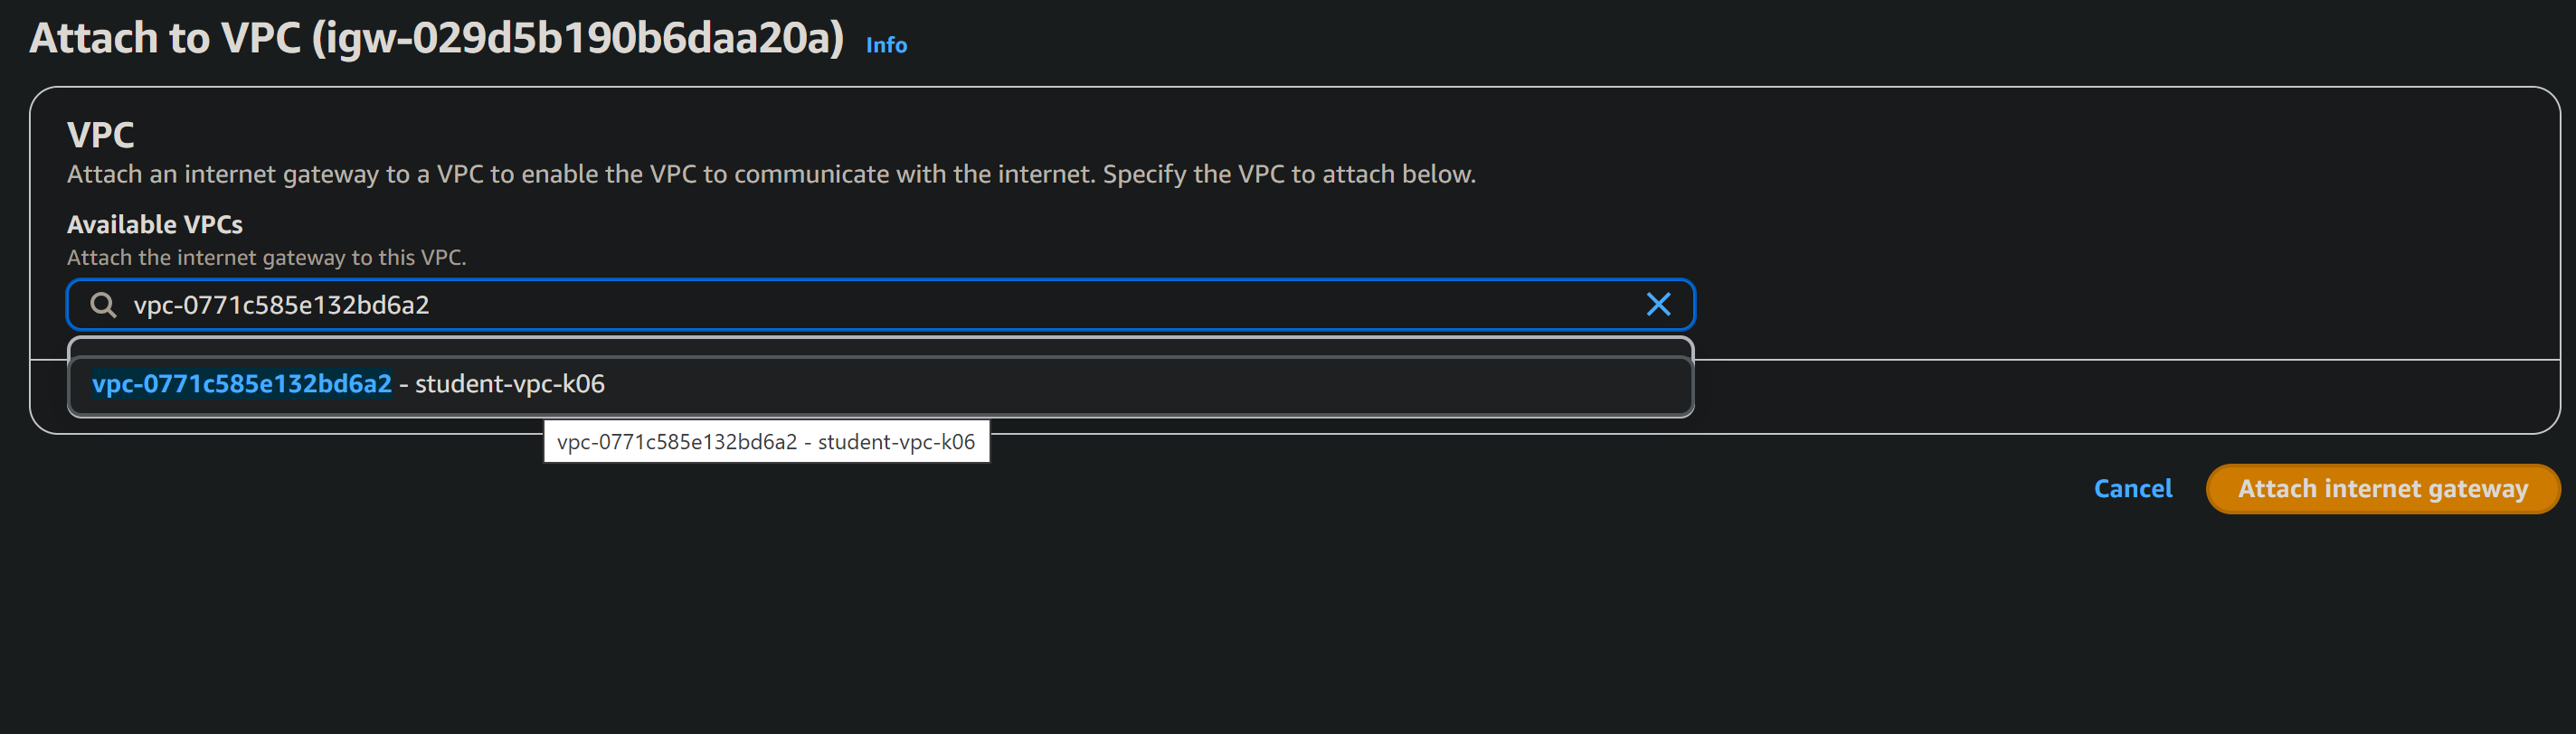 Attach to VPC (igw-029d5b190b6daa20a) Info
VPC
Attach an internet gateway to a VPC to enable the VPC to communicate with the internet. Specify the VPC to attach below.
Available VPCs
Attach the internet gateway to this VPC.
vpc-0771c585e132bd6a2
vpc-0771c585e132bd6a2 - student-vpc-k06
vpc-0771c585e132bd6a2 - student-vpc-k06
Cancel Attach internet gateway